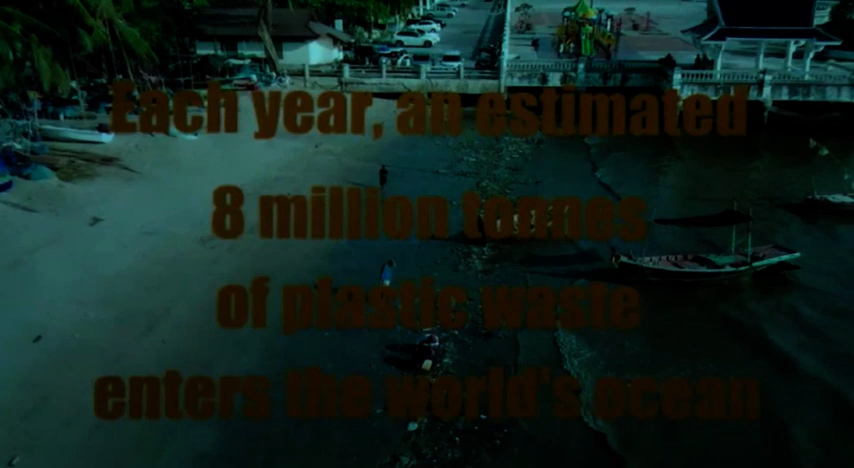 Each year, an estimated
8 million tonnes
of plastic waste
enters the world's ocean